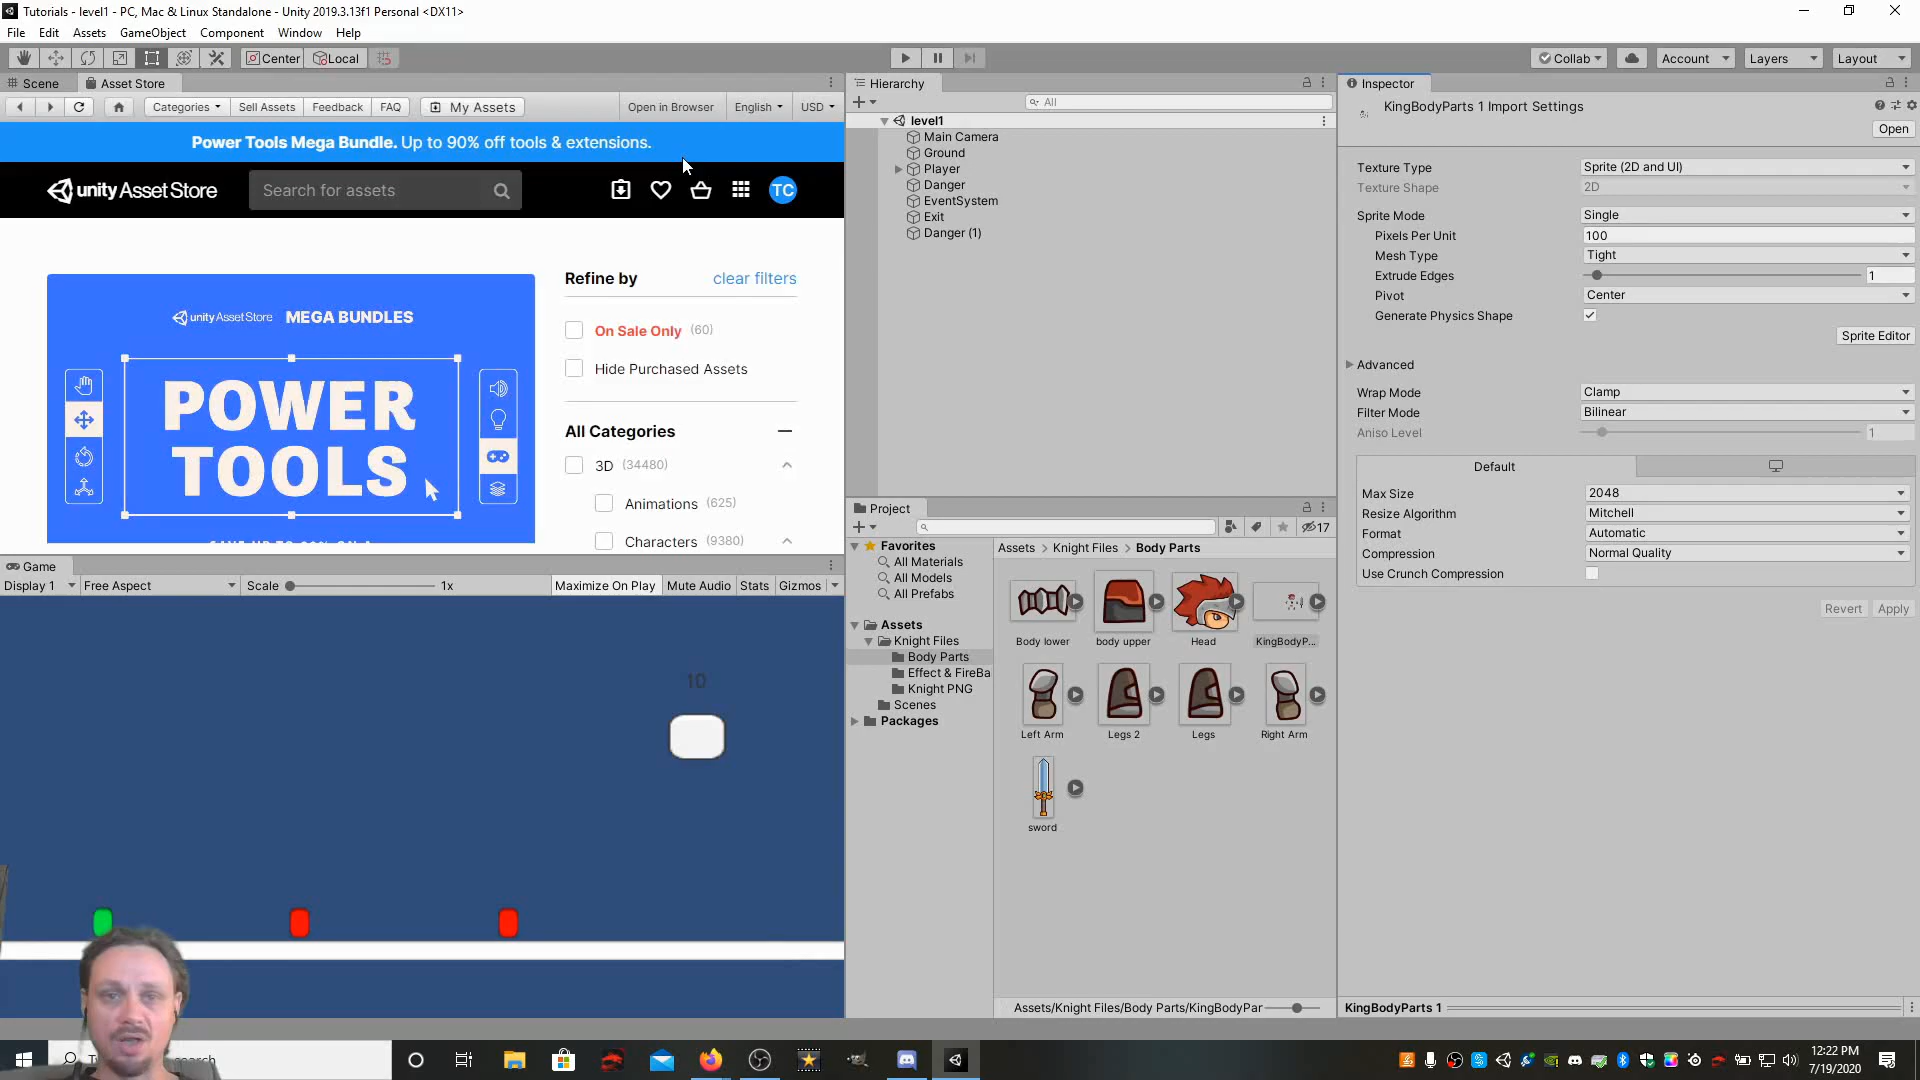 Tutorials - level1 - PC, Mac & Linux Standalone - Unity 2019.3.13f1 Personal <DX11>
File Edit Assets GameObject Component Window Help
Center Local Collab Account Layers Layout
Scene Asset Store
Categories Sell Assets Feedback FAQ My Assets Open in Browser English USD
Power Tools Mega Bundle. Up to 90% off tools & extensions.
unity Asset Store Search for assets TC
unity Asset Store MEGA BUNDLES
POWER
TOOLS
Refine by clear filters
On Sale Only (60)
Hide Purchased Assets
All Categories
3D (34480)
Animations (625)
Characters (9380)
Game
Display 1 Free Aspect Scale 1x Maximize On Play Mute Audio Stats Gizmos
10
Hierarchy
All
level1
Main Camera
Ground
Player
Danger
EventSystem
Exit
Danger (1)
Project
17
Favorites
All Materials
All Models
All Prefabs
Assets
Knight Files
Body Parts
Effect & FireBa
Knight PNG
Scenes
Packages
Assets > Knight Files > Body Parts
Body lower body upper Head KingBodyP...
Left Arm Legs 2 Legs Right Arm
sword
Assets/Knight Files/Body Parts/KingBodyPar
Inspector
KingBodyParts 1 Import Settings
Open
Texture Type Sprite (2D and UI)
Texture Shape 2D
Sprite Mode Single
Pixels Per Unit 100
Mesh Type Tight
Extrude Edges 1
Pivot Center
Generate Physics Shape
Sprite Editor
Advanced
Wrap Mode Clamp
Filter Mode Bilinear
Aniso Level 1
Default
Max Size 2048
Resize Algorithm Mitchell
Format Automatic
Compression Normal Quality
Use Crunch Compression
Revert Apply
KingBodyParts 1
search
12:22 PM
7/19/2020